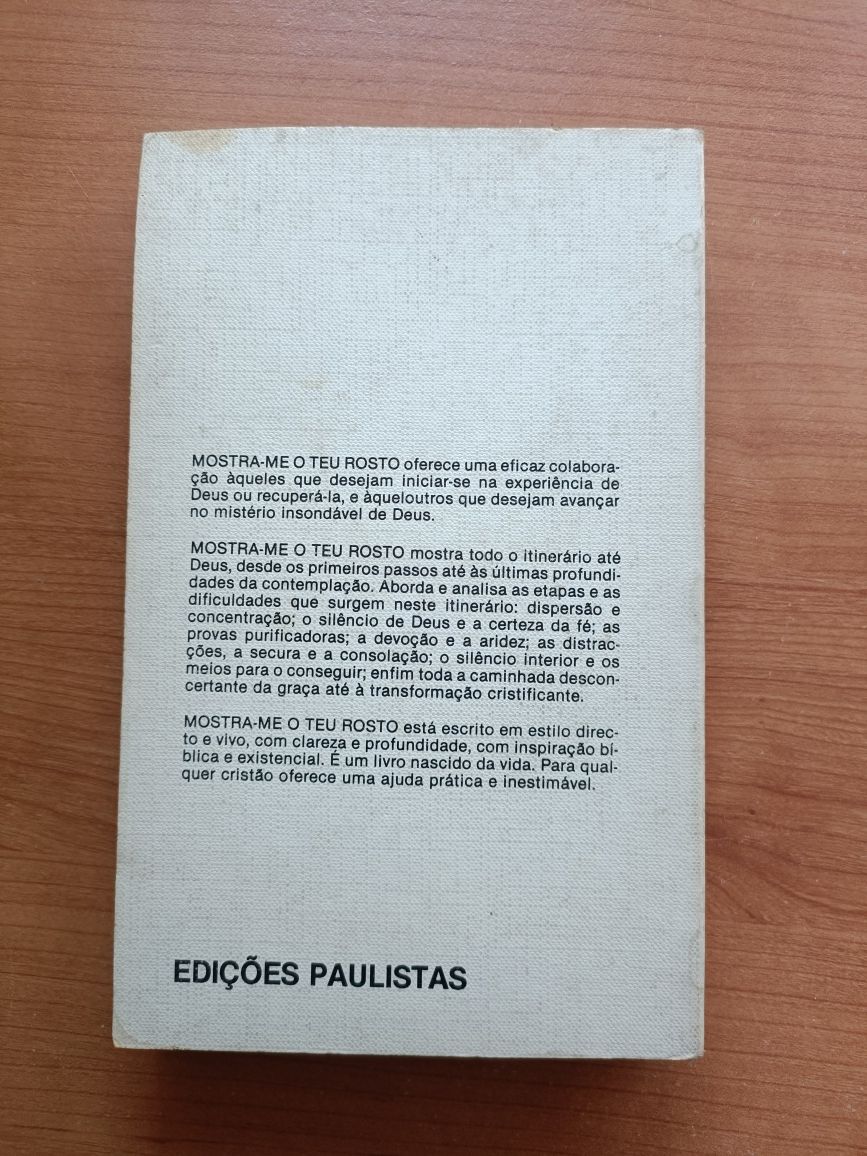 MOSTRA-ME O TEU ROSTO oferece uma eficaz colabora-
ção àqueles que desejam iniciar-se na experiência de
Deus ou recuperá-la, e àqueloutros que desejam avançar
no mistério insondável de Deus.
MOSTRA-ME O TEU ROSTO mostra todo o itinerário até
Deus, desde os primeiros passos até às últimas profundi-
dades da contemplação. Aborda e analisa as etapas e as
dificuldades que surgem neste itinerário: dispersão e
concentração; o silêncio de Deus e a certeza da fé; as
provas purificadoras; a devoção e a aridez; as distrac-
ções, a secura e a consolação; o silêncio interior e os
meios para o conseguir; enfim toda a caminhada descon-
certante da graça até à transformação cristificante.
MOSTRA-ME O TEU ROSTO está escrito em estilo direc-
to e vivo, com clareza e profundidade, com inspiração bí-
blica e existencial. É um livro nascido da vida. Para qual-
quer cristão oferece uma ajuda prática e inestimável.
EDIÇÕES PAULISTAS